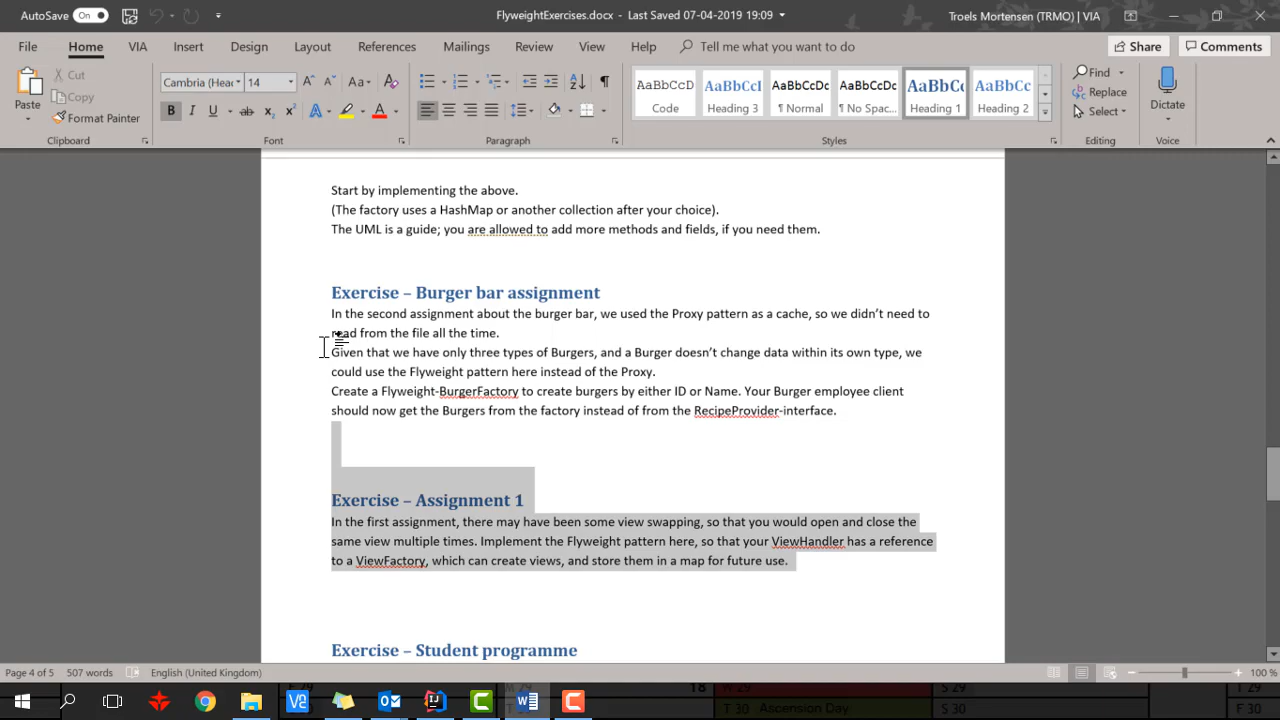 AutoSave On
FlyweightExercises.docx - Last Saved 07-04-2019 19:09
Troels Mortensen (TRMO) | VIA
File Home VIA Insert Design Layout References Mailings Review View Help Tell me what you want to do
Share Comments
Paste
Cut
Copy
Format Painter
Clipboard
Cambria (Hea 14
Font
Paragraph
AaBbCcD Code
AaBbCcI Heading 3
AaBbCcDc ¶ Normal
AaBbCcDc ¶ No Spac...
AaBbC Heading 1
AaBbCc Heading 2
Styles
Find
Replace
Select
Editing
Dictate
Voice
Start by implementing the above.
(The factory uses a HashMap or another collection after your choice).
The UML is a guide; you are allowed to add more methods and fields, if you need them.
Exercise – Burger bar assignment
In the second assignment about the burger bar, we used the Proxy pattern as a cache, so we didn't need to
read from the file all the time.
Given that we have only three types of Burgers, and a Burger doesn't change data within its own type, we
could use the Flyweight pattern here instead of the Proxy.
Create a Flyweight-BurgerFactory to create burgers by either ID or Name. Your Burger employee client
should now get the Burgers from the factory instead of from the RecipeProvider-interface.
Exercise – Assignment 1
In the first assignment, there may have been some view swapping, so that you would open and close the
same view multiple times. Implement the Flyweight pattern here, so that your ViewHandler has a reference
to a ViewFactory, which can create views, and store them in a map for future use.
Exercise – Student programme
Page 4 of 5 507 words English (United Kingdom) 100 %
18
S 29
T 30 Ascension Day
S 30